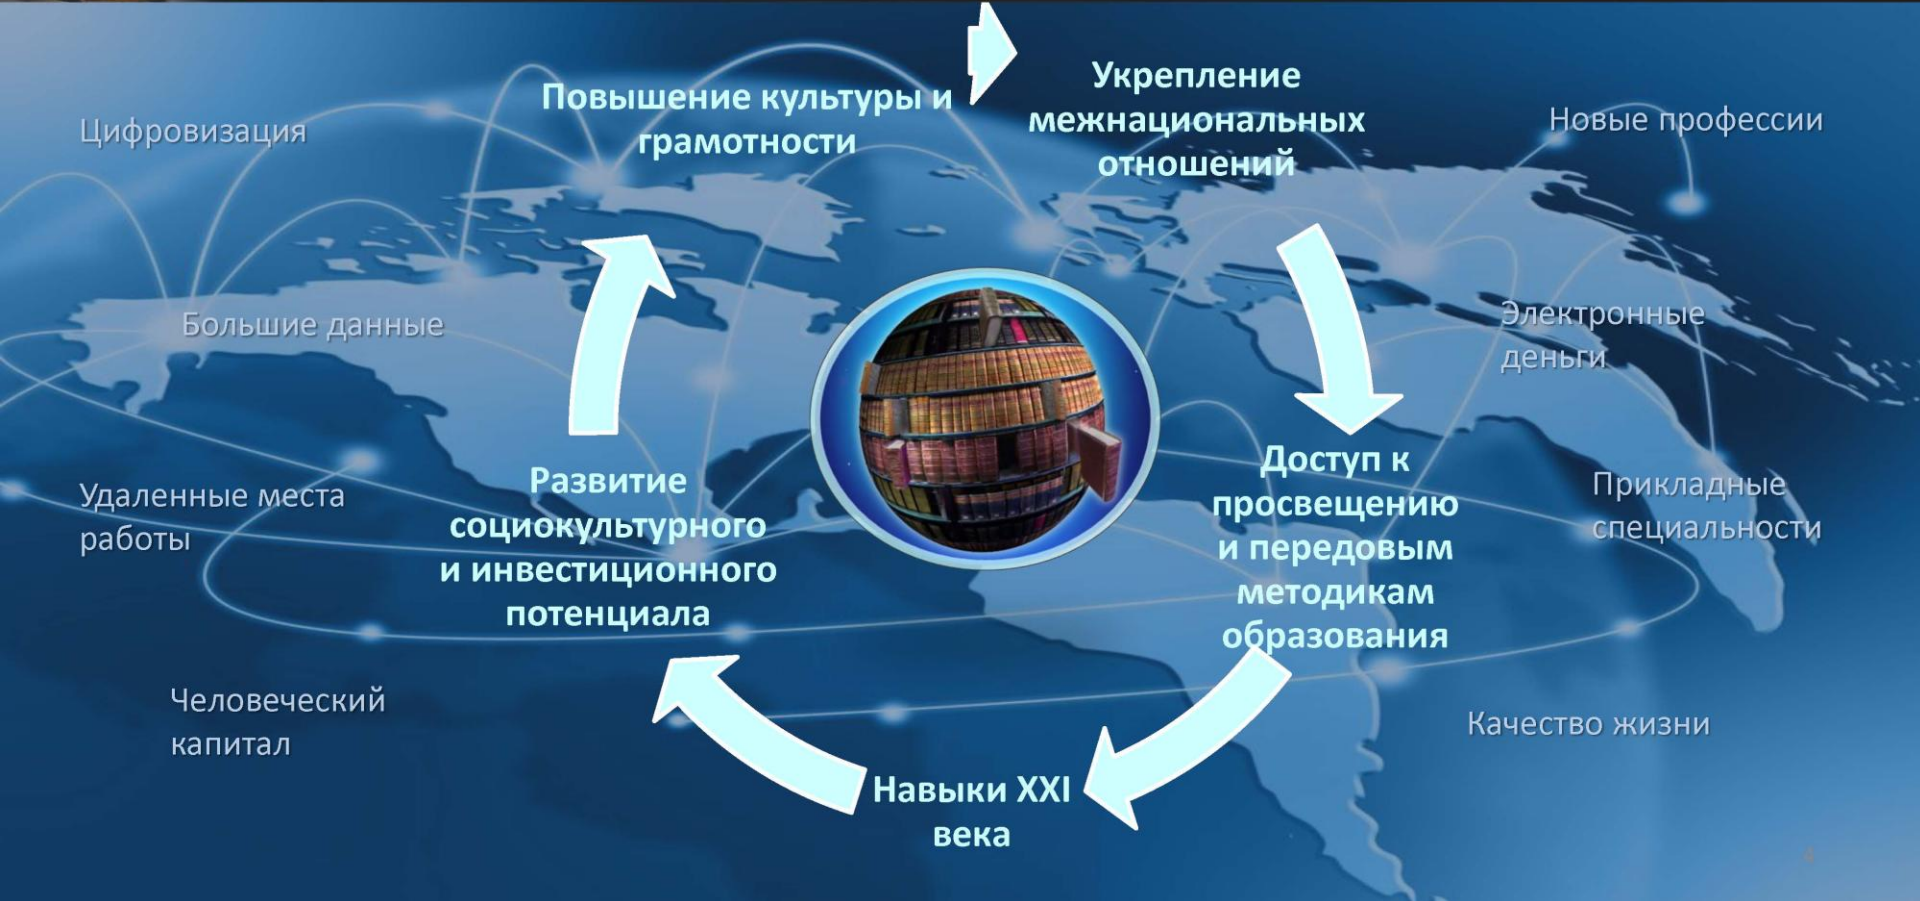 Повышение культуры и
грамотности
Укрепление
межнациональных
отношений
Цифровизация
Новые профессии
Большие данные
Электронные
деньги
Доступ к
просвещению
и передовым
методикам
образования
Развитие
социокультурного
и инвестиционного
потенциала
Удаленные места
работы
Прикладные
специальности
Человеческий
капитал
Качество жизни
Навыки XXI
века
4